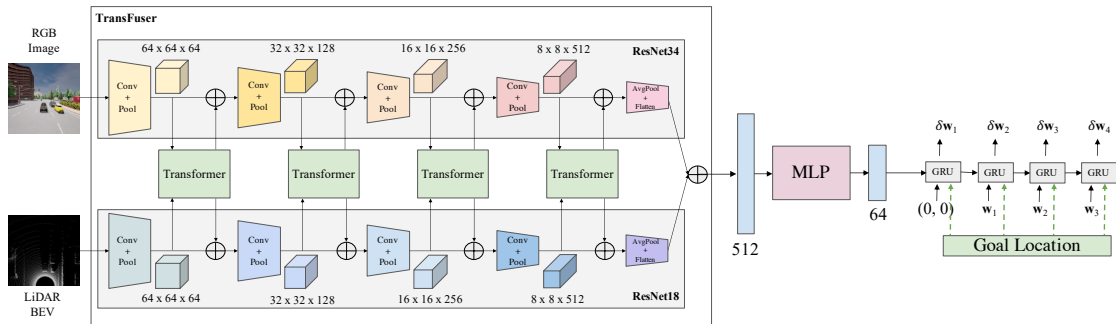 TransFuser
RGB
Image
64 x 64 x 64
32 x 32 x 128
16 x 16 x 256
8 x 8 x 512
ResNet34
Conv
+
Pool
Conv
+
Pool
Conv
+
Pool
Conv
+
Pool
AvgPool
+
Flatten
Transformer
Transformer
Transformer
Transformer
Conv
+
Pool
Conv
+
Pool
Conv
+
Pool
Conv
+
Pool
AvgPool
+
Flatten
64 x 64 x 64
32 x 32 x 128
16 x 16 x 256
8 x 8 x 512
ResNet18
LiDAR
BEV
512
MLP
64
δw₁ δw₂ δw₃ δw₄
GRU GRU GRU GRU
(0, 0) w₁ w₂ w₃
Goal Location